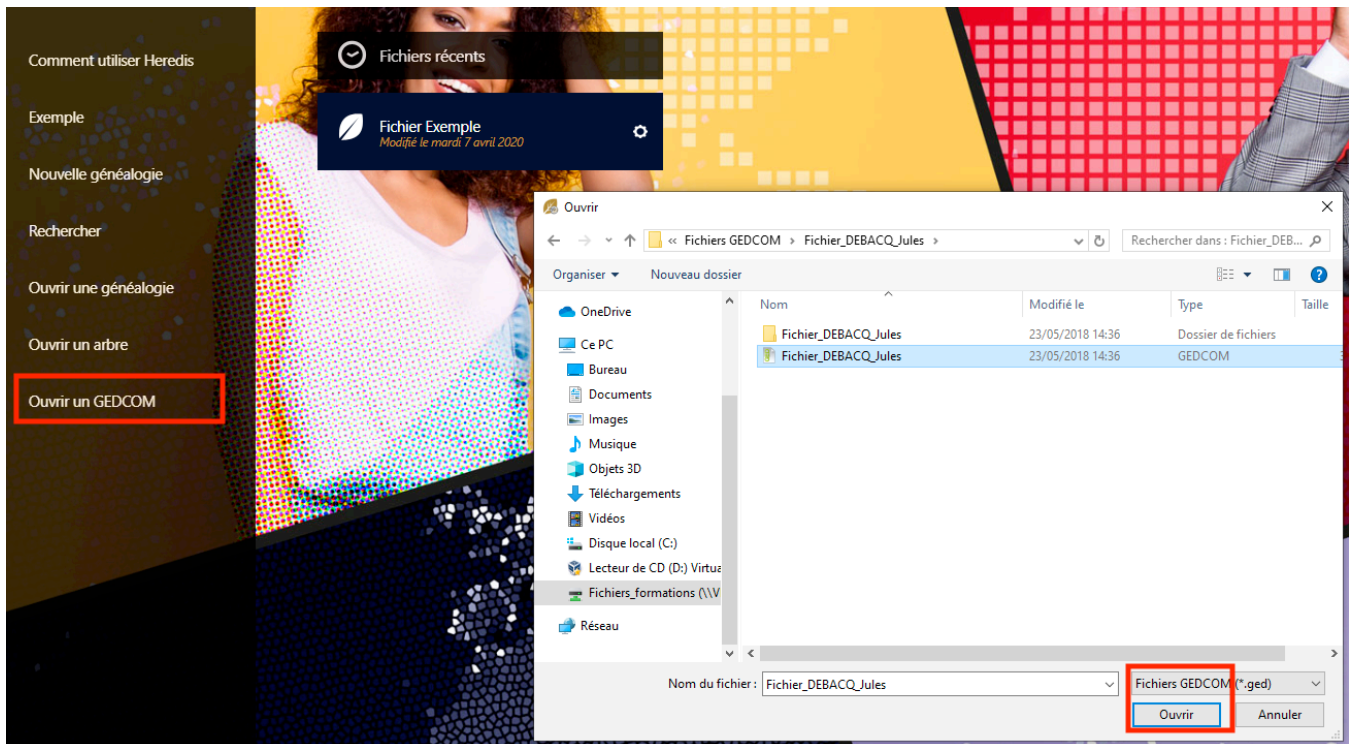 Comment utiliser Heredis
Exemple
Nouvelle généalogie
Rechercher
Ouvrir une généalogie
Ouvrir un arbre
Ouvrir un GEDCOM
Fichiers récents
Fichier Exemple
Modifié le mardi 7 avril 2020
Ouvrir
« Fichiers GEDCOM › Fichier_DEBACQ_Jules ›
Rechercher dans : Fichier_DEB...
Organiser
Nouveau dossier
OneDrive
Ce PC
Bureau
Documents
Images
Musique
Objets 3D
Téléchargements
Vidéos
Disque local (C:)
Lecteur de CD (D:) Virtua
Fichiers_formations (\\V
Réseau
Nom Modifié le Type Taille
Fichier_DEBACQ_Jules 23/05/2018 14:36 Dossier de fichiers
Fichier_DEBACQ_Jules 23/05/2018 14:36 GEDCOM
Nom du fichier : Fichier_DEBACQ_Jules Fichiers GEDCOM (*.ged)
Ouvrir Annuler